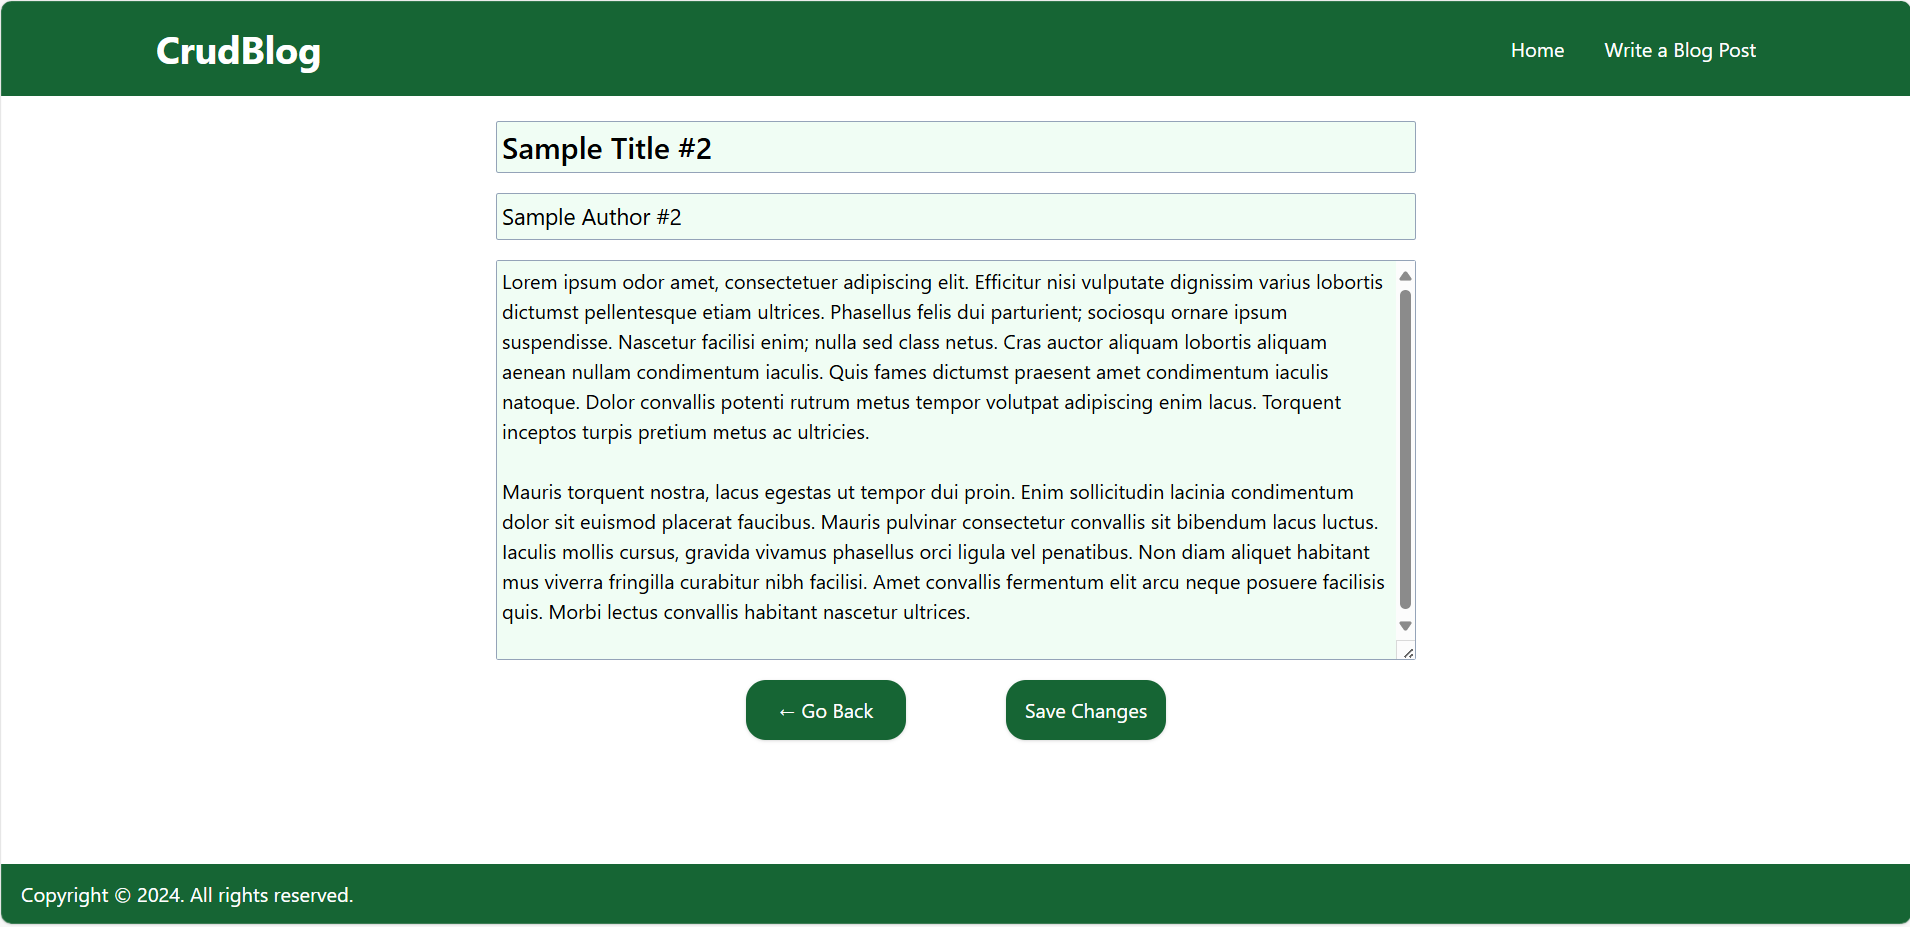 CrudBlog
Home
Write a Blog Post
Sample Title #2
Sample Author #2
Lorem ipsum odor amet, consectetuer adipiscing elit. Efficitur nisi vulputate dignissim varius lobortis
dictumst pellentesque etiam ultrices. Phasellus felis dui parturient; sociosqu ornare ipsum
suspendisse. Nascetur facilisi enim; nulla sed class netus. Cras auctor aliquam lobortis aliquam
aenean nullam condimentum iaculis. Quis fames dictumst praesent amet condimentum iaculis
natoque. Dolor convallis potenti rutrum metus tempor volutpat adipiscing enim lacus. Torquent
inceptos turpis pretium metus ac ultricies.
Mauris torquent nostra, lacus egestas ut tempor dui proin. Enim sollicitudin lacinia condimentum
dolor sit euismod placerat faucibus. Mauris pulvinar consectetur convallis sit bibendum lacus luctus.
Iaculis mollis cursus, gravida vivamus phasellus orci ligula vel penatibus. Non diam aliquet habitant
mus viverra fringilla curabitur nibh facilisi. Amet convallis fermentum elit arcu neque posuere facilisis
quis. Morbi lectus convallis habitant nascetur ultrices.
← Go Back
Save Changes
Copyright © 2024. All rights reserved.